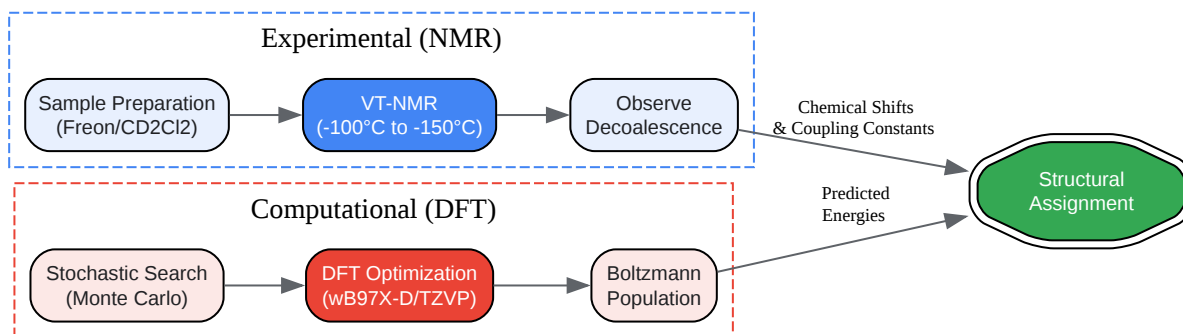 Experimental (NMR)
Sample Preparation
(Freon/CD2Cl2)
VT-NMR
(-100°C to -150°C)
Observe
Decoalescence
Chemical Shifts
& Coupling Constants
Computational (DFT)
Stochastic Search
(Monte Carlo)
DFT Optimization
(wB97X-D/TZVP)
Boltzmann
Population
Predicted
Energies
Structural
Assignment